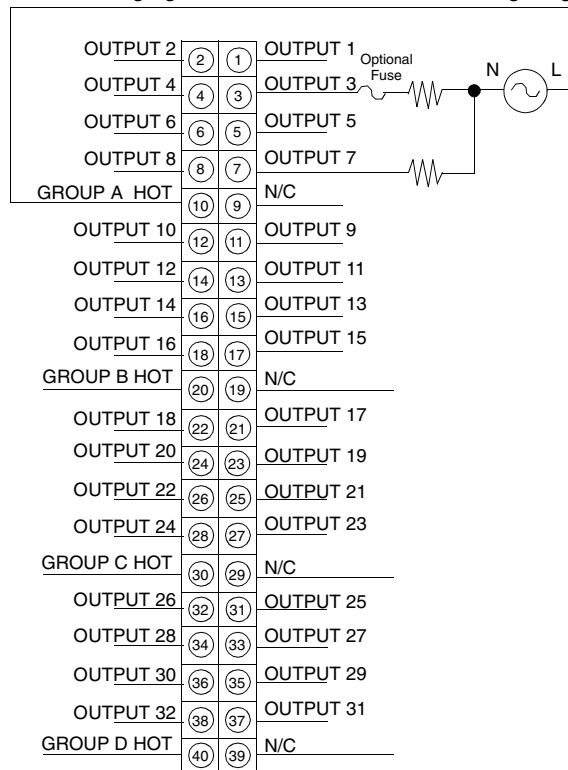 OUTPUT 2 2 1 OUTPUT 1
Optional
Fuse
N L
OUTPUT 4 4 3 OUTPUT 3
OUTPUT 6 6 5 OUTPUT 5
OUTPUT 8 8 7 OUTPUT 7
GROUP A HOT 10 9 N/C
OUTPUT 10 12 11 OUTPUT 9
OUTPUT 12 14 13 OUTPUT 11
OUTPUT 14 16 15 OUTPUT 13
OUTPUT 16 18 17 OUTPUT 15
GROUP B HOT 20 19 N/C
OUTPUT 18 22 21 OUTPUT 17
OUTPUT 20 24 23 OUTPUT 19
OUTPUT 22 26 25 OUTPUT 21
OUTPUT 24 28 27 OUTPUT 23
GROUP C HOT 30 29 N/C
OUTPUT 26 32 31 OUTPUT 25
OUTPUT 28 34 33 OUTPUT 27
OUTPUT 30 36 35 OUTPUT 29
OUTPUT 32 38 37 OUTPUT 31
GROUP D HOT 40 39 N/C